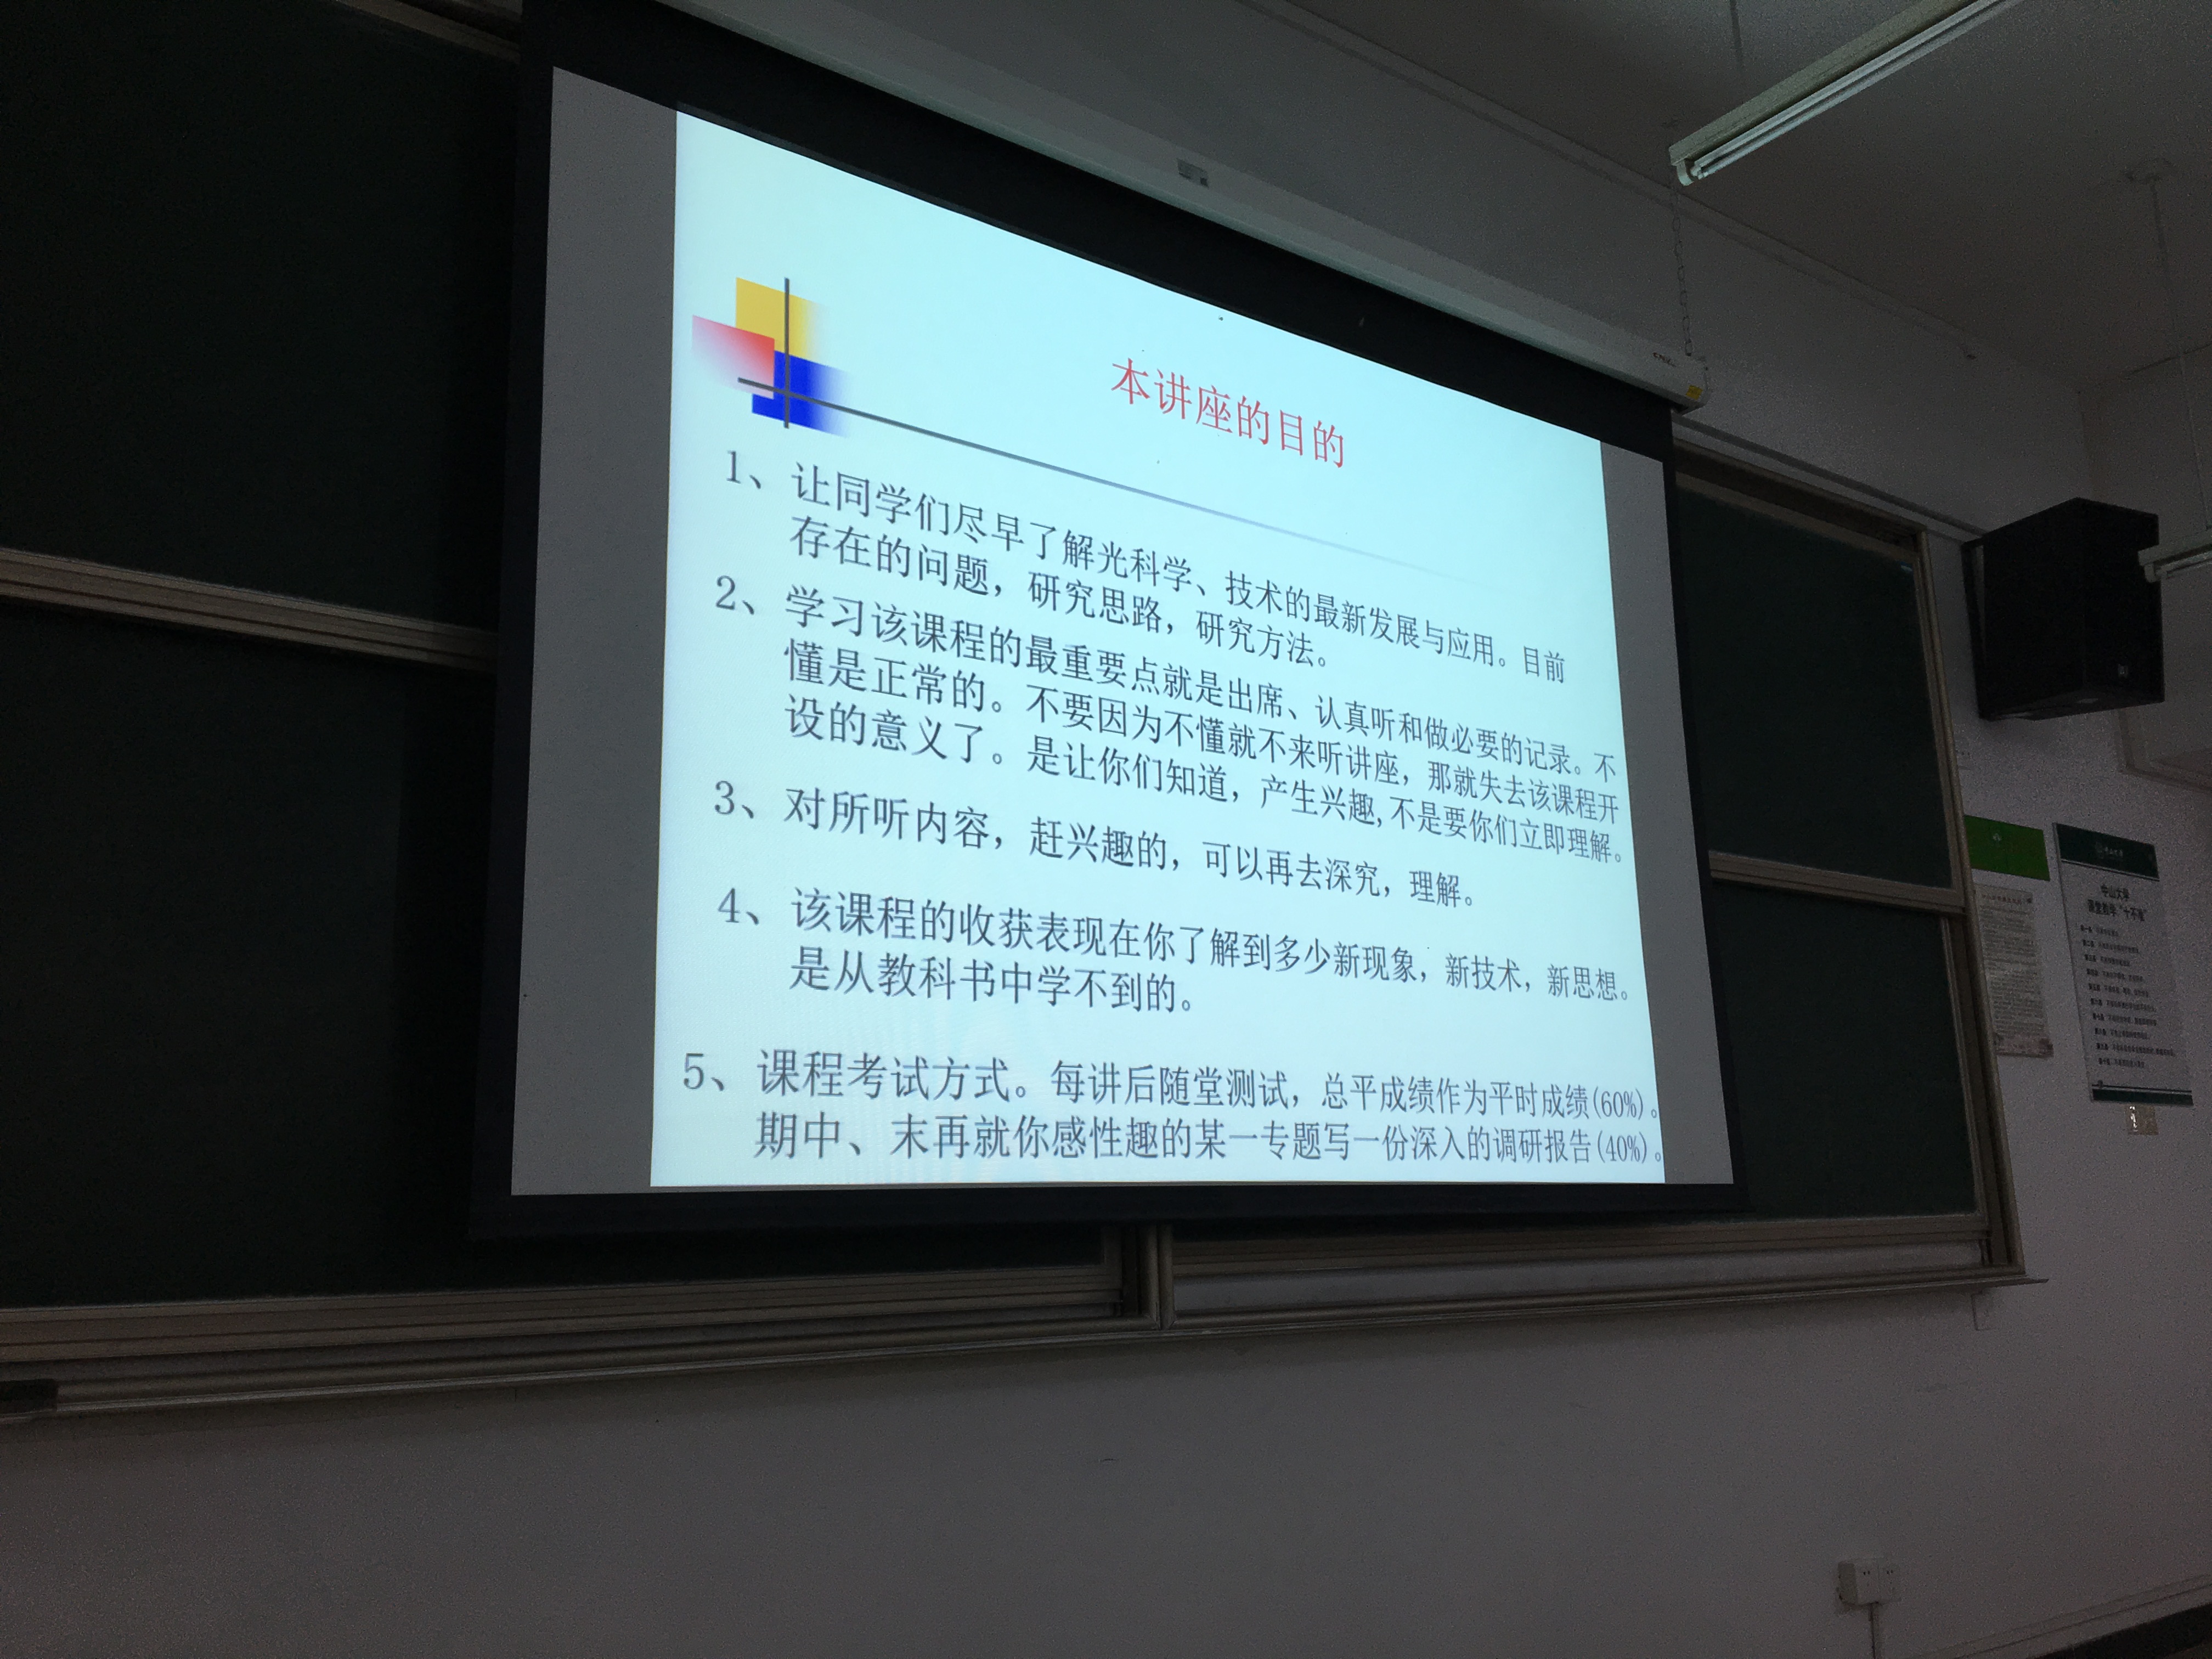 本讲座的目的
1、让同学们尽早了解光科学、技术的最新发展与应用。目前
存在的问题，研究思路，研究方法。
2、学习该课程的最重要点就是出席、认真听和做必要的记录。不
懂是正常的。不要因为不懂就不来听讲座，那就失去该课程开
设的意义了。是让你们知道，产生兴趣,不是要你们立即理解。
3、对所听内容，赶兴趣的，可以再去深究，理解。
4、该课程的收获表现在你了解到多少新现象，新技术，新思想。
是从教科书中学不到的。
5、课程考试方式。每讲后随堂测试，总平成绩作为平时成绩(60%)。
期中、末再就你感性趣的某一专题写一份深入的调研报告(40%)。
中山大学
课堂教学“十不准”